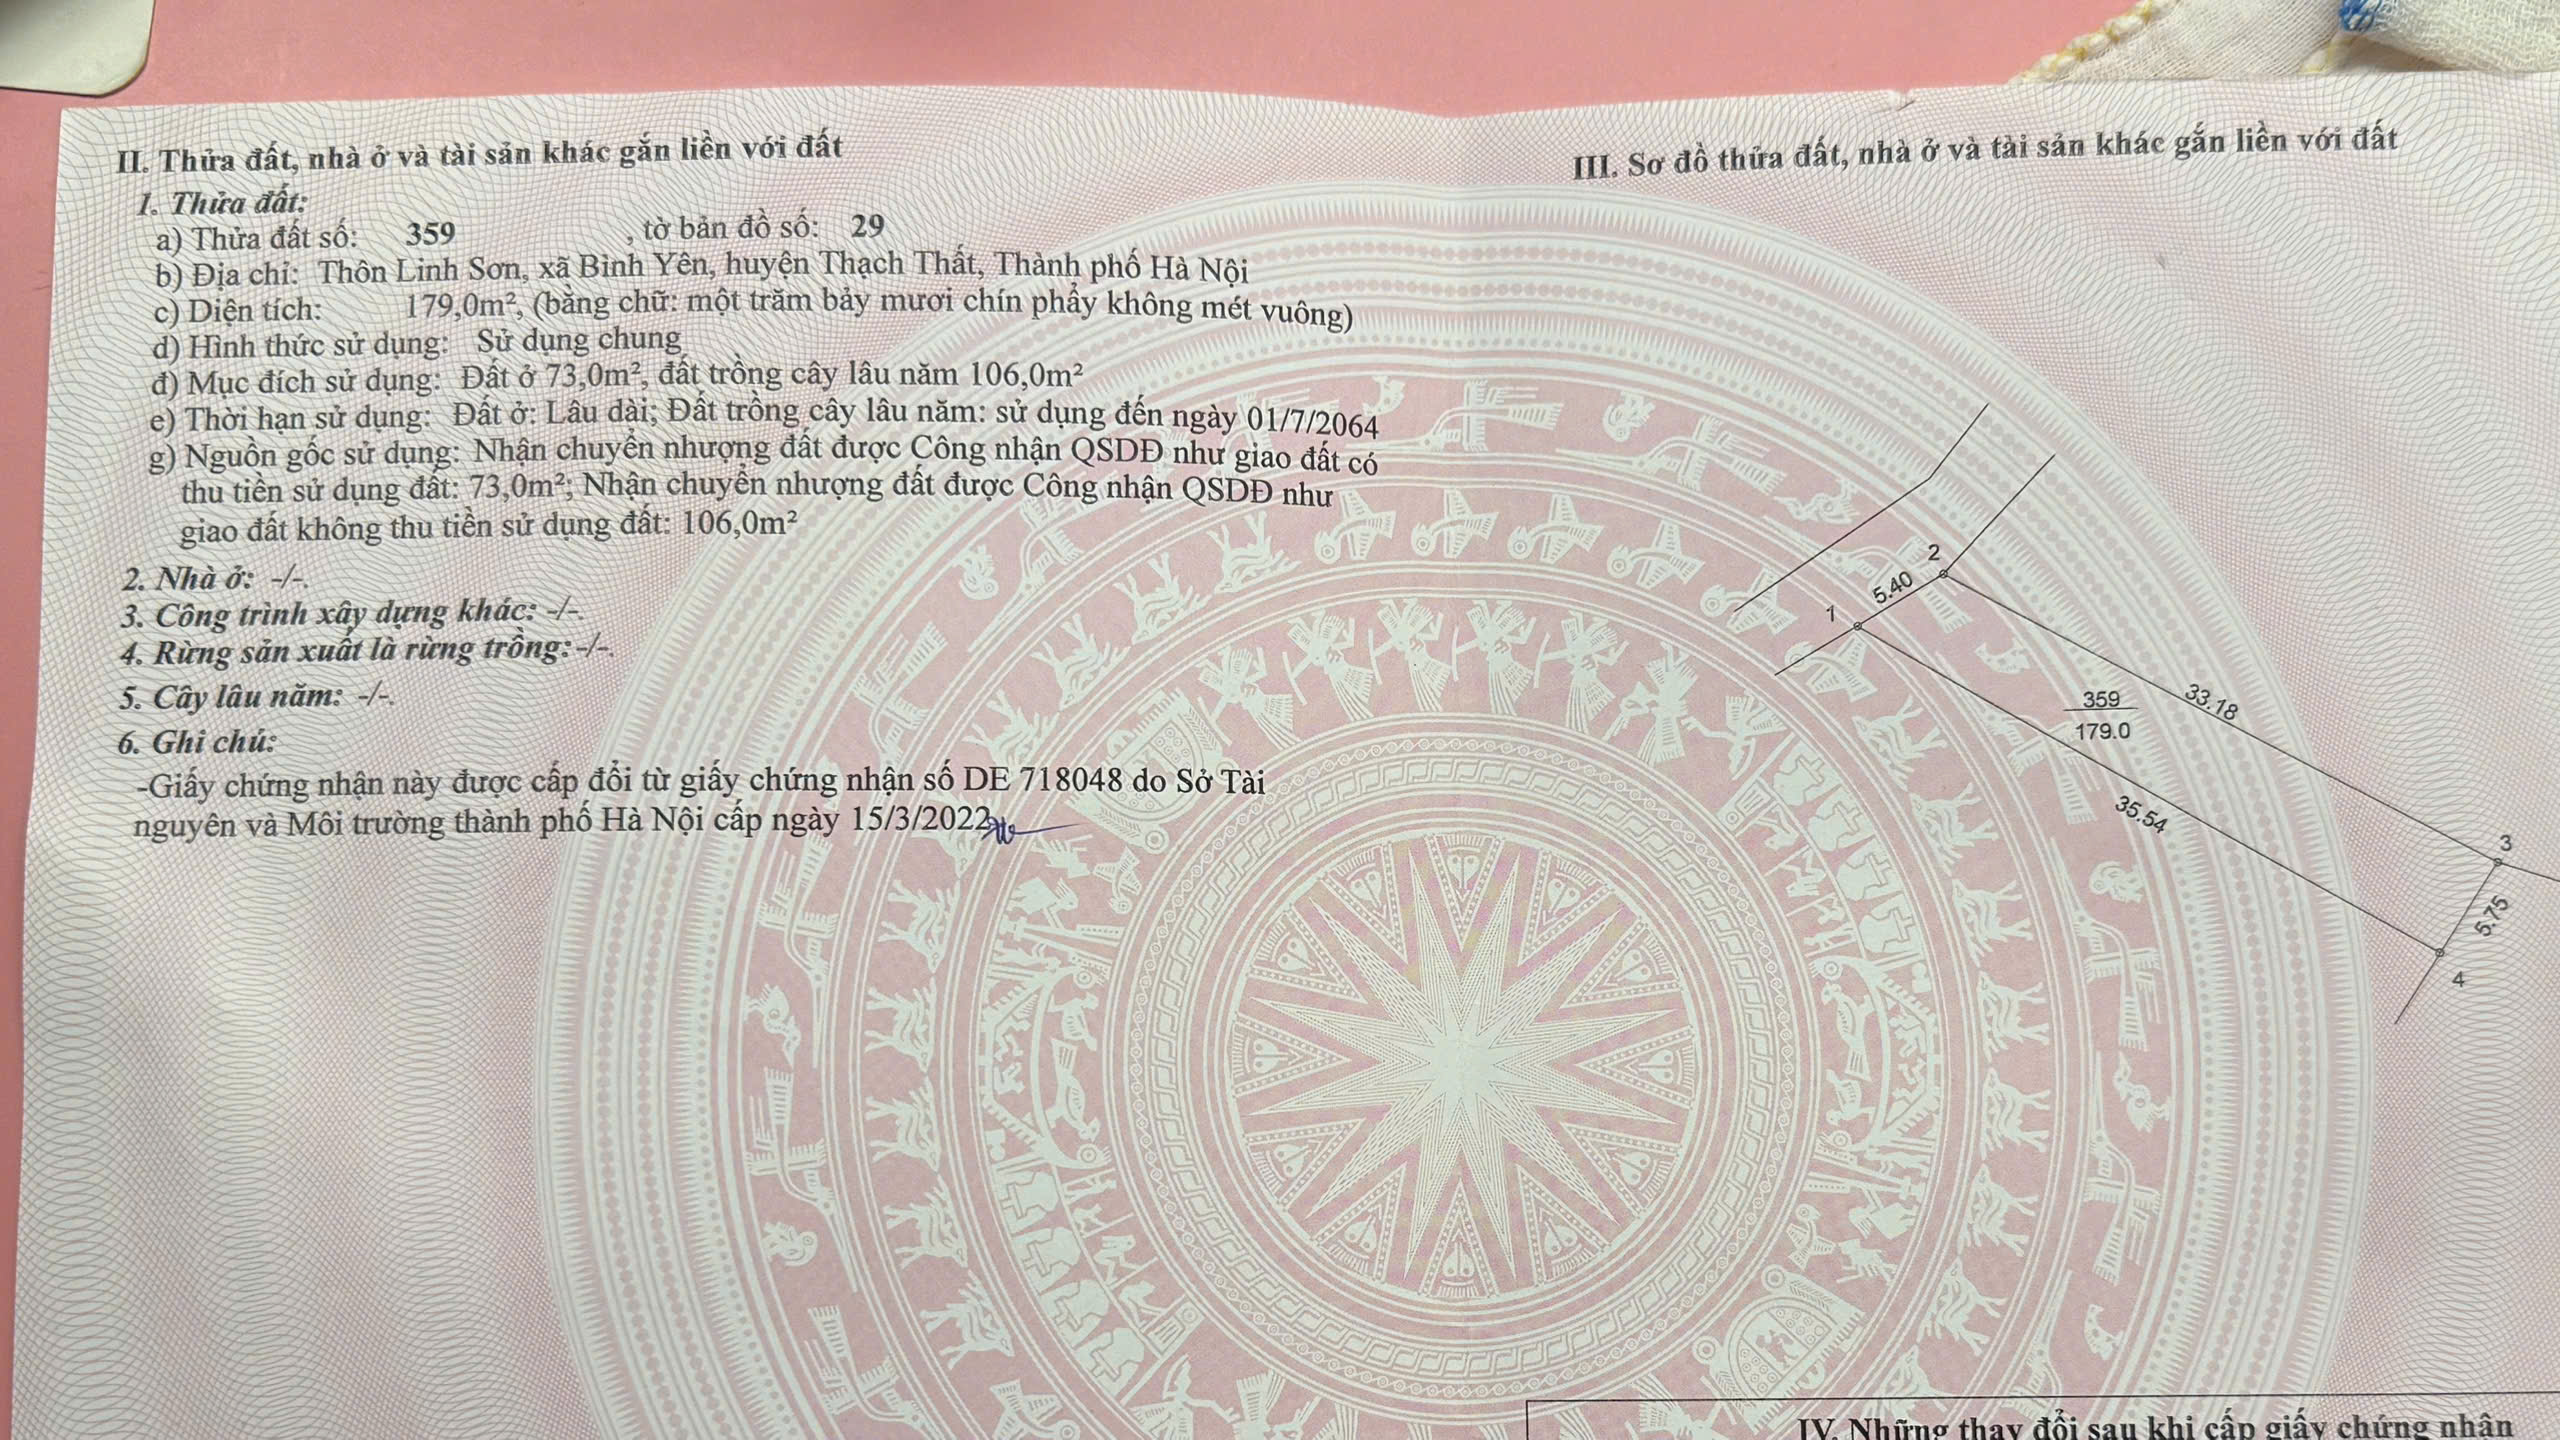 II. Thửa đất, nhà ở và tài sản khác gắn liền với đất
1. Thửa đất:
a) Thửa đất số: 359 , tờ bản đồ số: 29
b) Địa chỉ: Thôn Linh Sơn, xã Bình Yên, huyện Thạch Thất, Thành phố Hà Nội
c) Diện tích: 179,0m², (bằng chữ: một trăm bảy mươi chín phẩy không mét vuông)
d) Hình thức sử dụng: Sử dụng chung
đ) Mục đích sử dụng: Đất ở 73,0m², đất trồng cây lâu năm 106,0m²
e) Thời hạn sử dụng: Đất ở: Lâu dài; Đất trồng cây lâu năm: sử dụng đến ngày 01/7/2064
g) Nguồn gốc sử dụng: Nhận chuyển nhượng đất được Công nhận QSDĐ như giao đất có
thu tiền sử dụng đất: 73,0m²; Nhận chuyển nhượng đất được Công nhận QSDĐ như
giao đất không thu tiền sử dụng đất: 106,0m²
2. Nhà ở: -/-.
3. Công trình xây dựng khác: -/-.
4. Rừng sản xuất là rừng trồng: -/-.
5. Cây lâu năm: -/-.
6. Ghi chú:
-Giấy chứng nhận này được cấp đổi từ giấy chứng nhận số DE 718048 do Sở Tài
nguyên và Môi trường thành phố Hà Nội cấp ngày 15/3/2022
III. Sơ đồ thửa đất, nhà ở và tài sản khác gắn liền với đất
2
5.40
1
359
179.0
33.18
35.54
3
5.75
4
IV. Những thay đổi sau khi cấp giấy chứng nhận